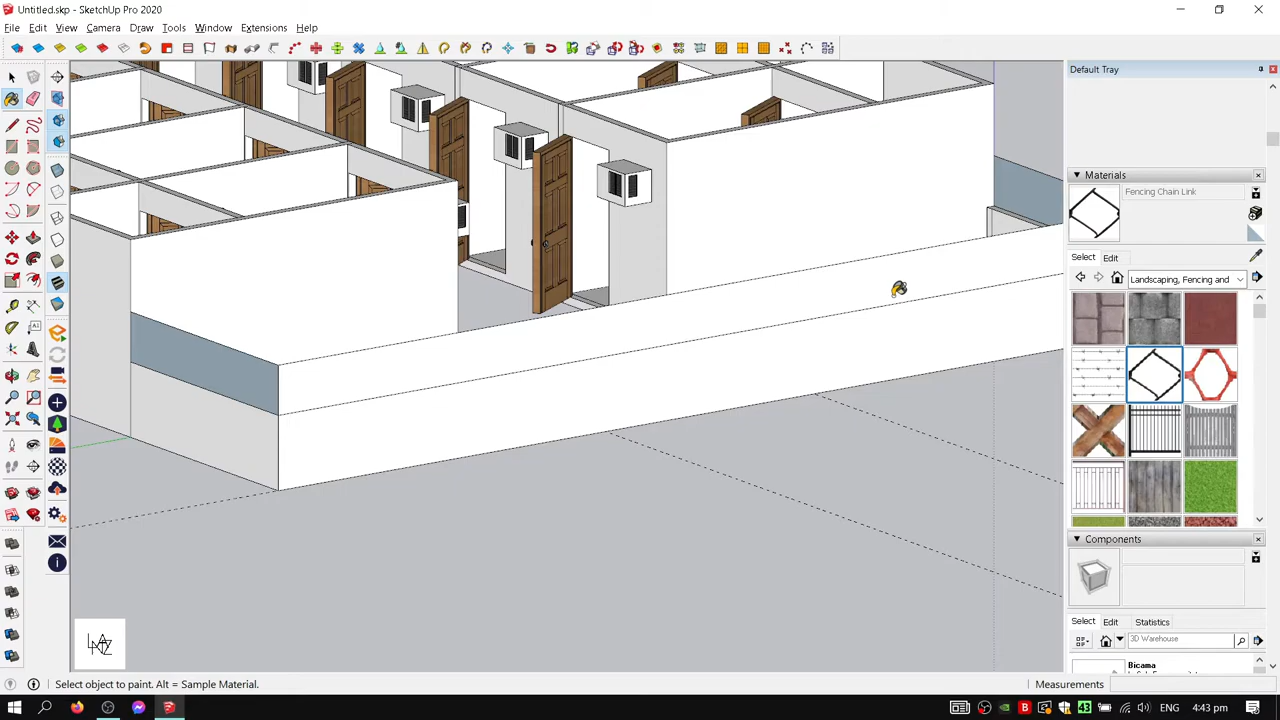 Untitled.skp - SketchUp Pro 2020
File Edit View Camera Draw Tools Window Extensions Help
Default Tray
Materials
Fencing Chain Link
Select Edit
Landscaping, Fencing and
Components
Select Edit Statistics
3D Warehouse
Bicama
Select object to paint. Alt = Sample Material.
Measurements
43 ENG 4:43 pm